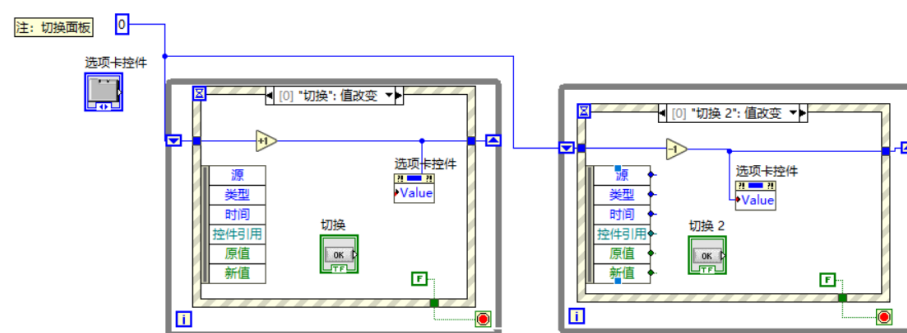 注：切换面板
0
选项卡控件
[0] "切换": 值改变
+1
选项卡控件
?! ?!
Value
源
类型
时间
控件引用
原值
新值
切换
OK
TF
F
i
[0] "切换 2": 值改变
-1
选项卡控件
?! ?!
Value
源
类型
时间
控件引用
原值
新值
切换 2
OK
TF
F
i